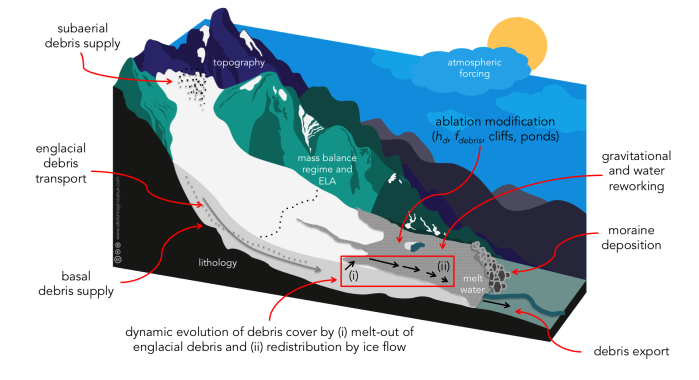 subaerial
debris supply
topography
atmospheric
forcing
ablation modification
(hd, fdebris, cliffs, ponds)
englacial
debris
transport
mass balance
regime and
ELA
gravitational
and water
reworking
moraine
deposition
basal
debris supply
lithology
(i)
(ii)
melt
water
dynamic evolution of debris cover by (i) melt-out of
englacial debris and (ii) redistribution by ice flow
debris export